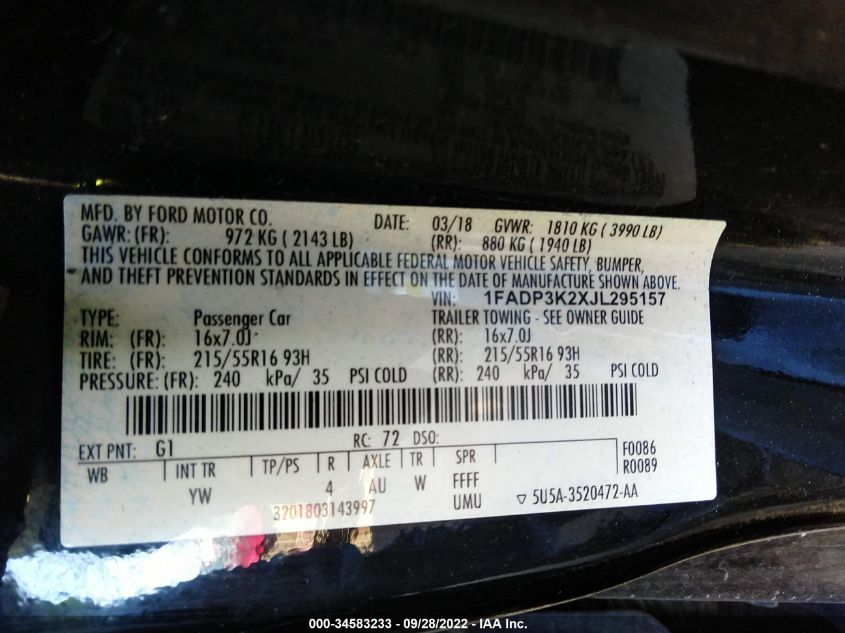 MFD. BY FORD MOTOR CO. DATE: 03/18 GVWR: 1810 KG ( 3990 LB)
GAWR: (FR): 972 KG ( 2143 LB) (RR): 880 KG ( 1940 LB)
THIS VEHICLE CONFORMS TO ALL APPLICABLE FEDERAL MOTOR VEHICLE SAFETY, BUMPER,
AND THEFT PREVENTION STANDARDS IN EFFECT ON THE DATE OF MANUFACTURE SHOWN ABOVE.
VIN: 1FADP3K2XJL295157
TYPE: Passenger Car TRAILER TOWING - SEE OWNER GUIDE
RIM: (FR): 16x7.0J (RR): 16x7.0J
TIRE: (FR): 215/55R16 93H (RR): 215/55R16 93H
PRESSURE: (FR): 240 kPa/ 35 PSI COLD (RR): 240 kPa/ 35 PSI COLD
EXT PNT: G1 RC: 72 DSO: F0086
WB INT TR TP/PS R AXLE TR SPR R0089
YW 4 AU W FFFF
3201803143997 UMU ▽ 5U5A-3520472-AA
000-34583233 - 09/28/2022 - IAA Inc.